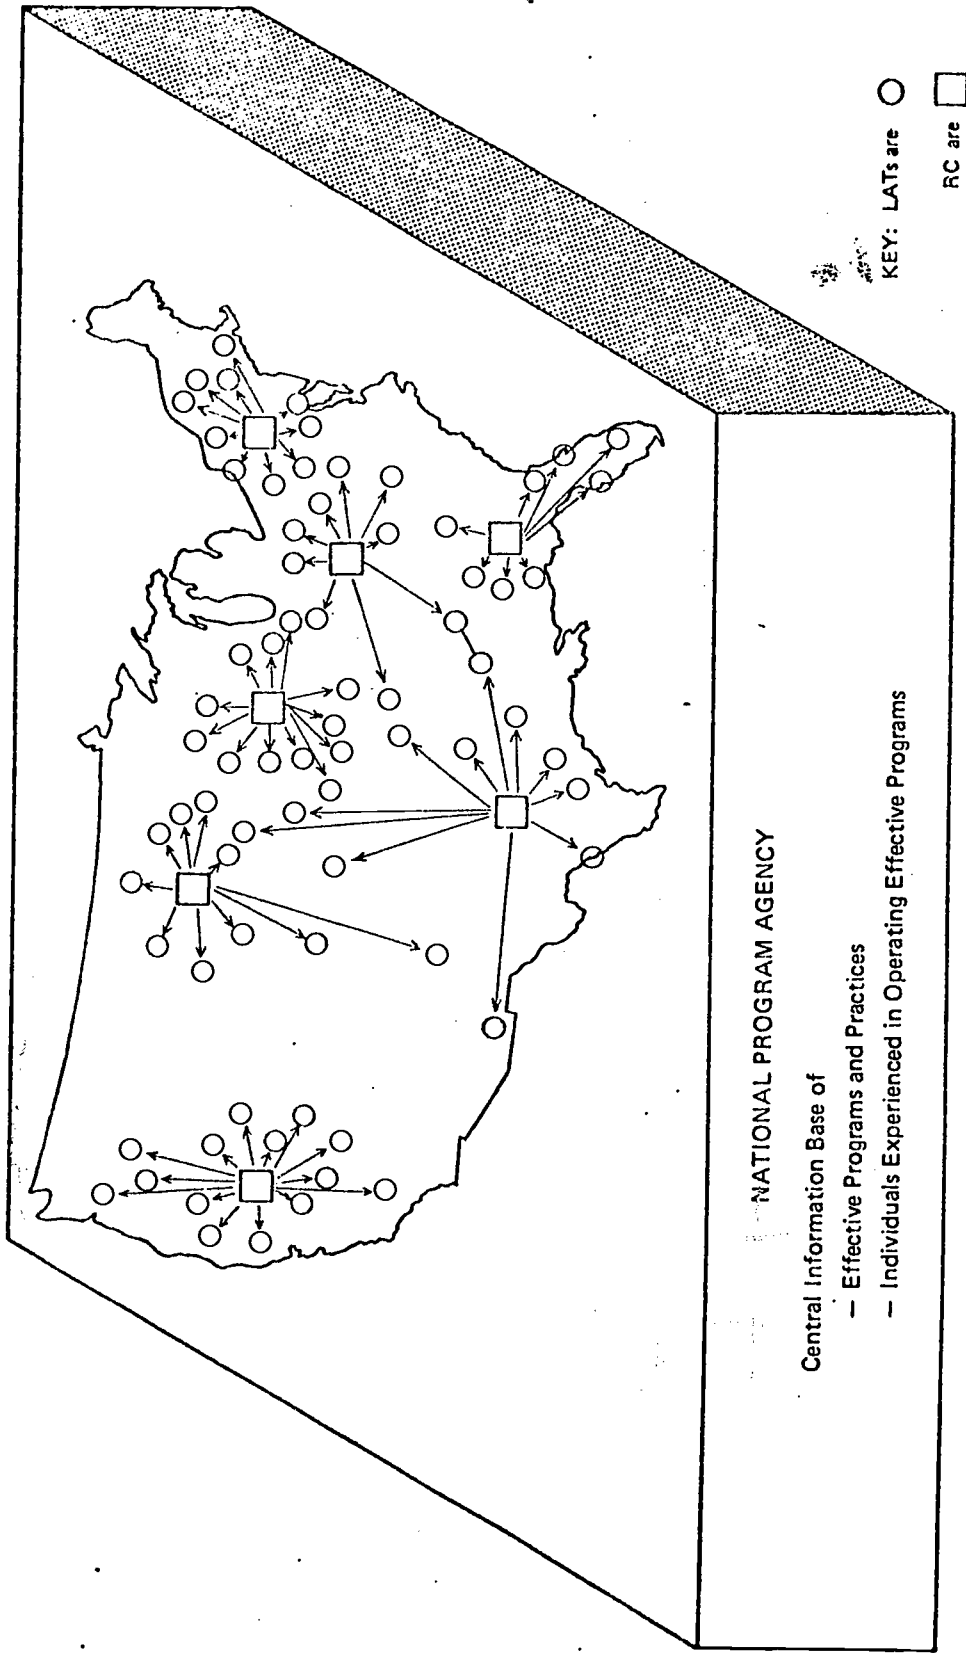 NATIONAL PROGRAM AGENCY
Central Information Base of
— Effective Programs and Practices
— Individuals Experienced in Operating Effective Programs
KEY: LATs are
RC are